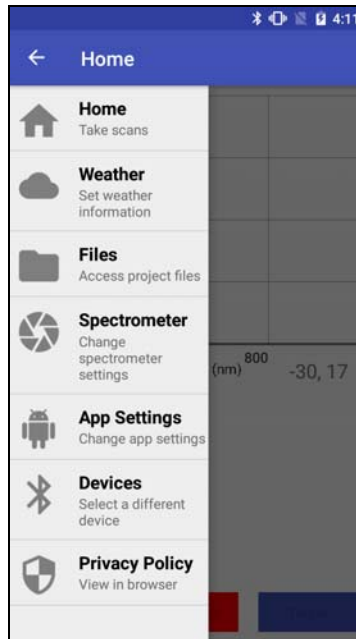 4:11
Home
Home
Take scans
Weather
Set weather
information
Files
Access project files
Spectrometer
Change
spectrometer
settings
800
(nm)
-30, 17
App Settings
Change app settings
Devices
Select a different
device
Privacy Policy
View in browser